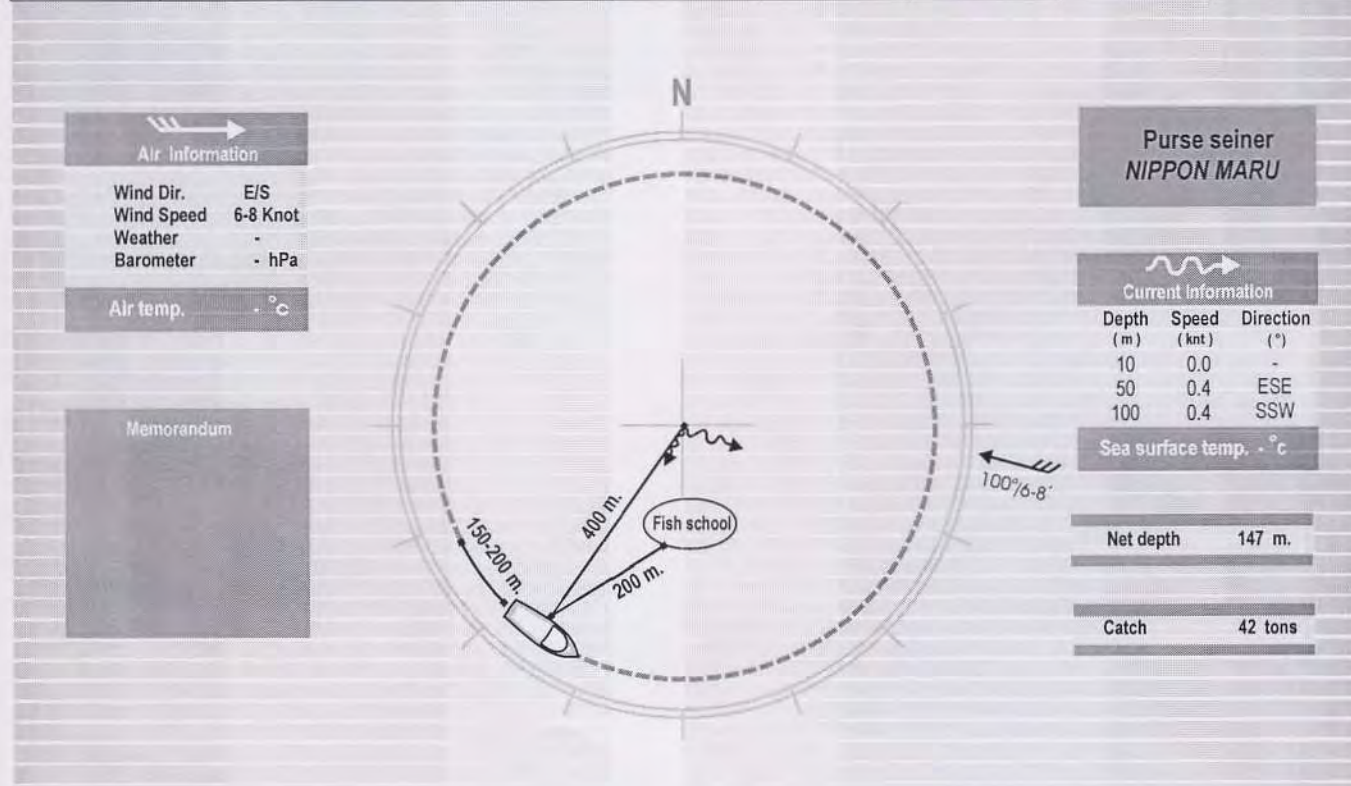 N
Air Information
Wind Dir. E/S
Wind Speed 6-8 Knot
Weather -
Barometer - hPa
Air temp. - °c
Memorandum
Purse seiner
NIPPON MARU
Current Information
Depth Speed Direction
(m) (knt) (°)
10 0.0 -
50 0.4 ESE
100 0.4 SSW
Sea surface temp. - °c
100°/6-8'
Net depth 147 m.
Catch 42 tons
400 m.
Fish school
150-200 m.
200 m.